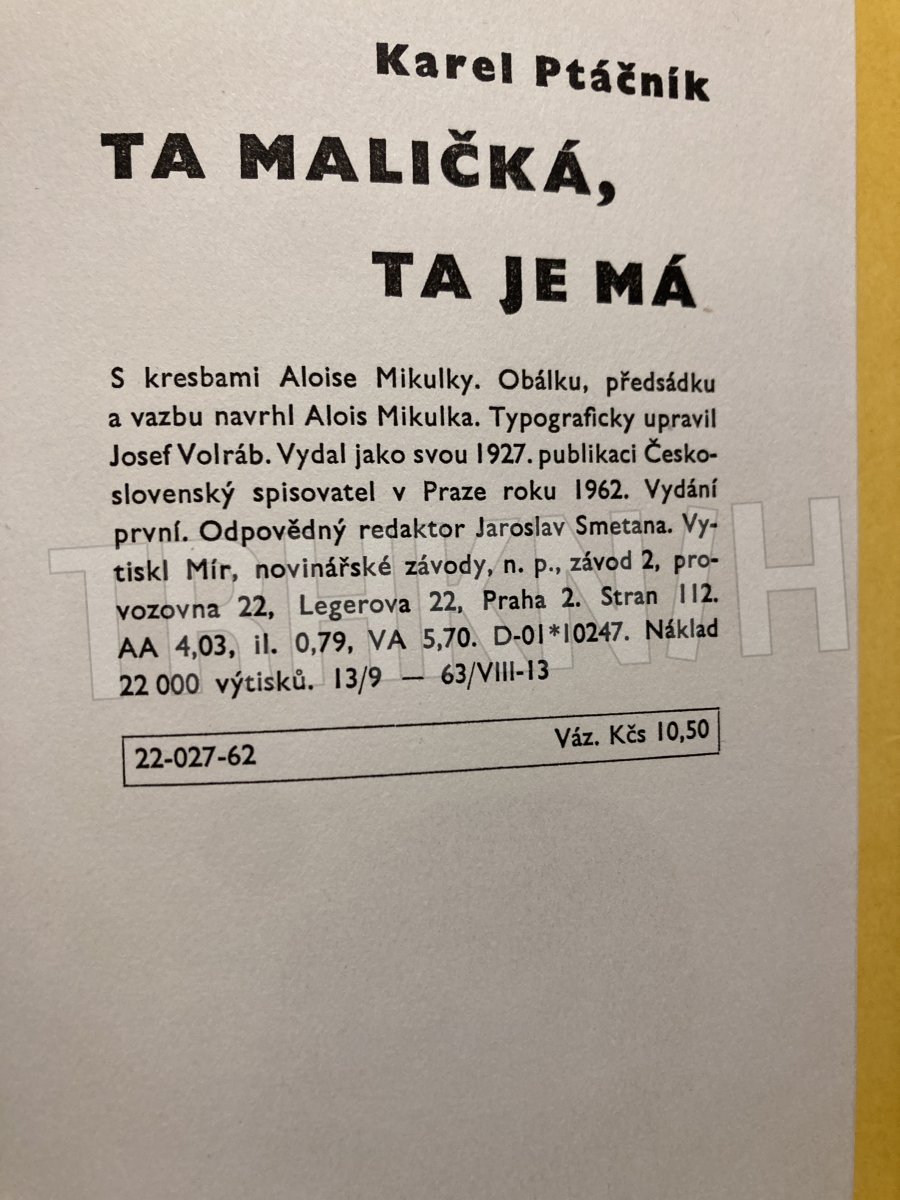 Karel Ptáčník
TA MALIČKÁ,
TA JE MÁ
S kresbami Aloise Mikulky. Obálku, předsádku
a vazbu navrhl Alois Mikulka. Typograficky upravil
Josef Volráb. Vydal jako svou 1927. publikaci Česko-
slovenský spisovatel v Praze roku 1962. Vydání
první. Odpovědný redaktor Jaroslav Smetana. Vy-
tiskl Mír, novinářské závody, n. p., závod 2, pro-
vozovna 22, Legerova 22, Praha 2. Stran 112.
AA 4,03, il. 0,79, VA 5,70. D-01*10247. Náklad
22 000 výtisků. 13/9 — 63/VIII-13
22-027-62 Váz. Kčs 10,50